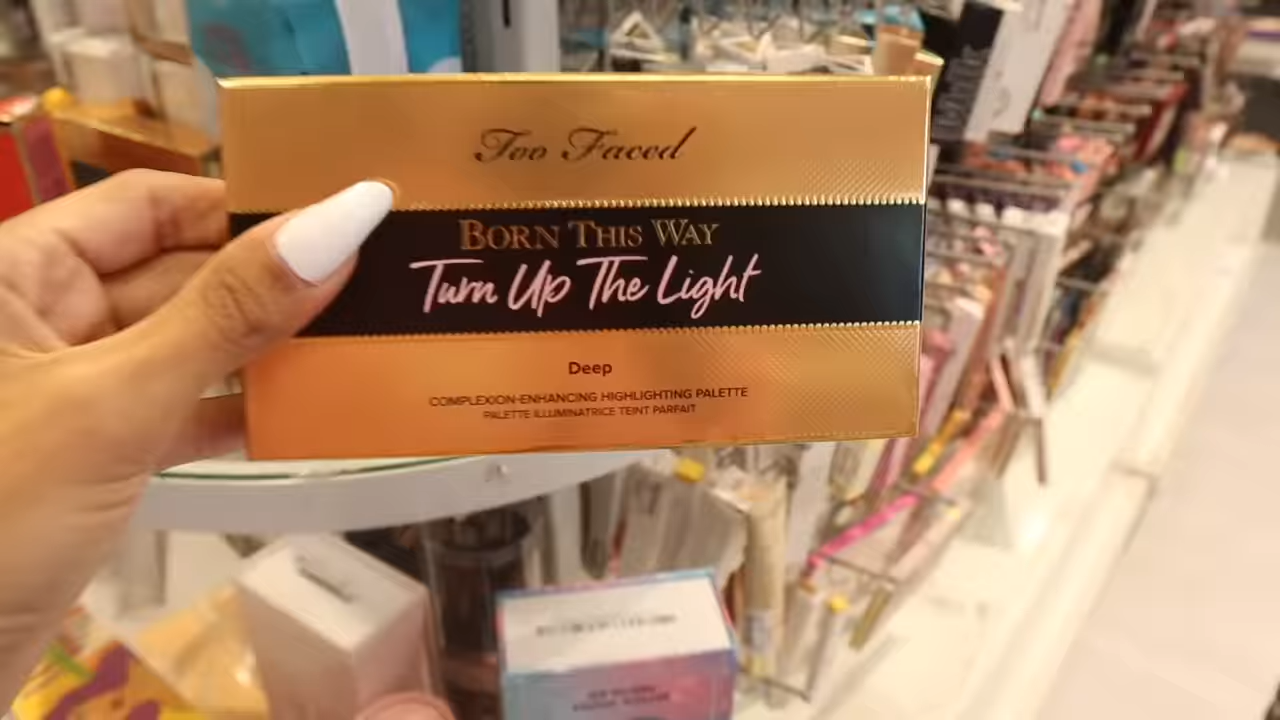 Too Faced
BORN THIS WAY
Turn Up The Light
Deep
COMPLEXION-ENHANCING HIGHLIGHTING PALETTE
PALETTE ILLUMINATRICE TEINT PARFAIT